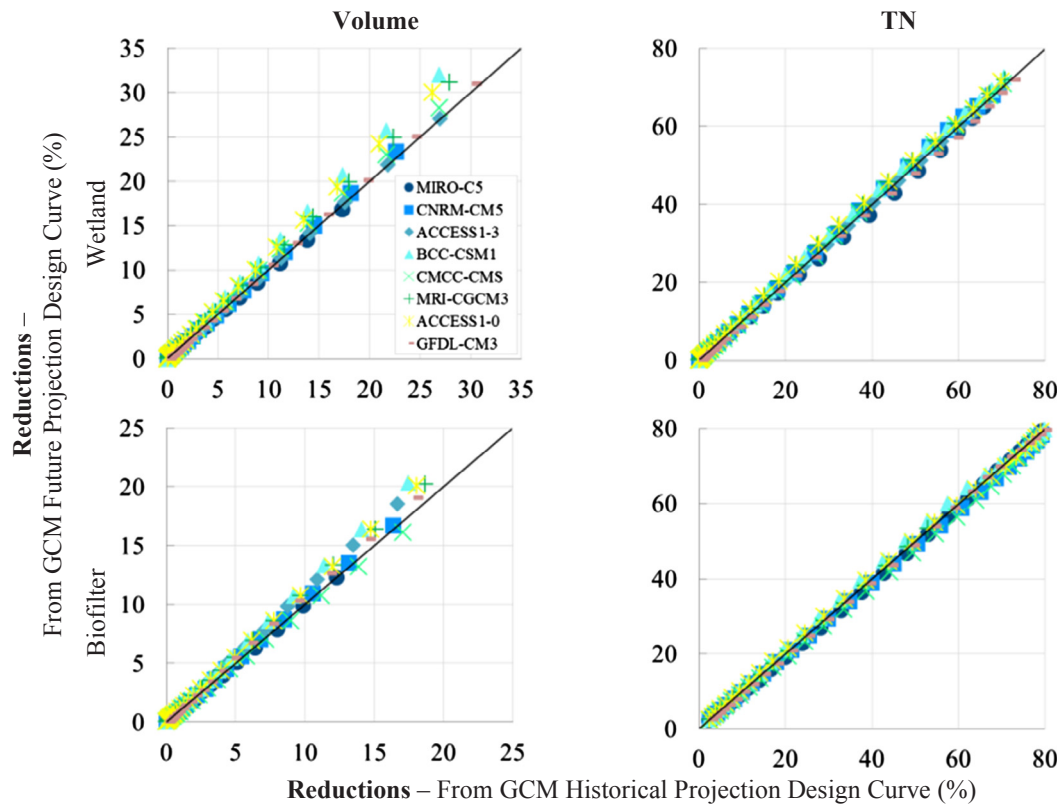 Volume
TN
Reductions –
From GCM Future Projection Design Curve (%)
Wetland
35
30
25
20
15
10
5
0
0 5 10 15 20 25 30 35
MIRO-C5
CNRM-CM5
ACCESS1-3
BCC-CSM1
CMCC-CMS
MRI-CGCM3
ACCESS1-0
GFDL-CM3
80
60
40
20
0
0 20 40 60 80
Biofilter
25
20
15
10
5
0
0 5 10 15 20 25
80
60
40
20
0
0 20 40 60 80
Reductions – From GCM Historical Projection Design Curve (%)